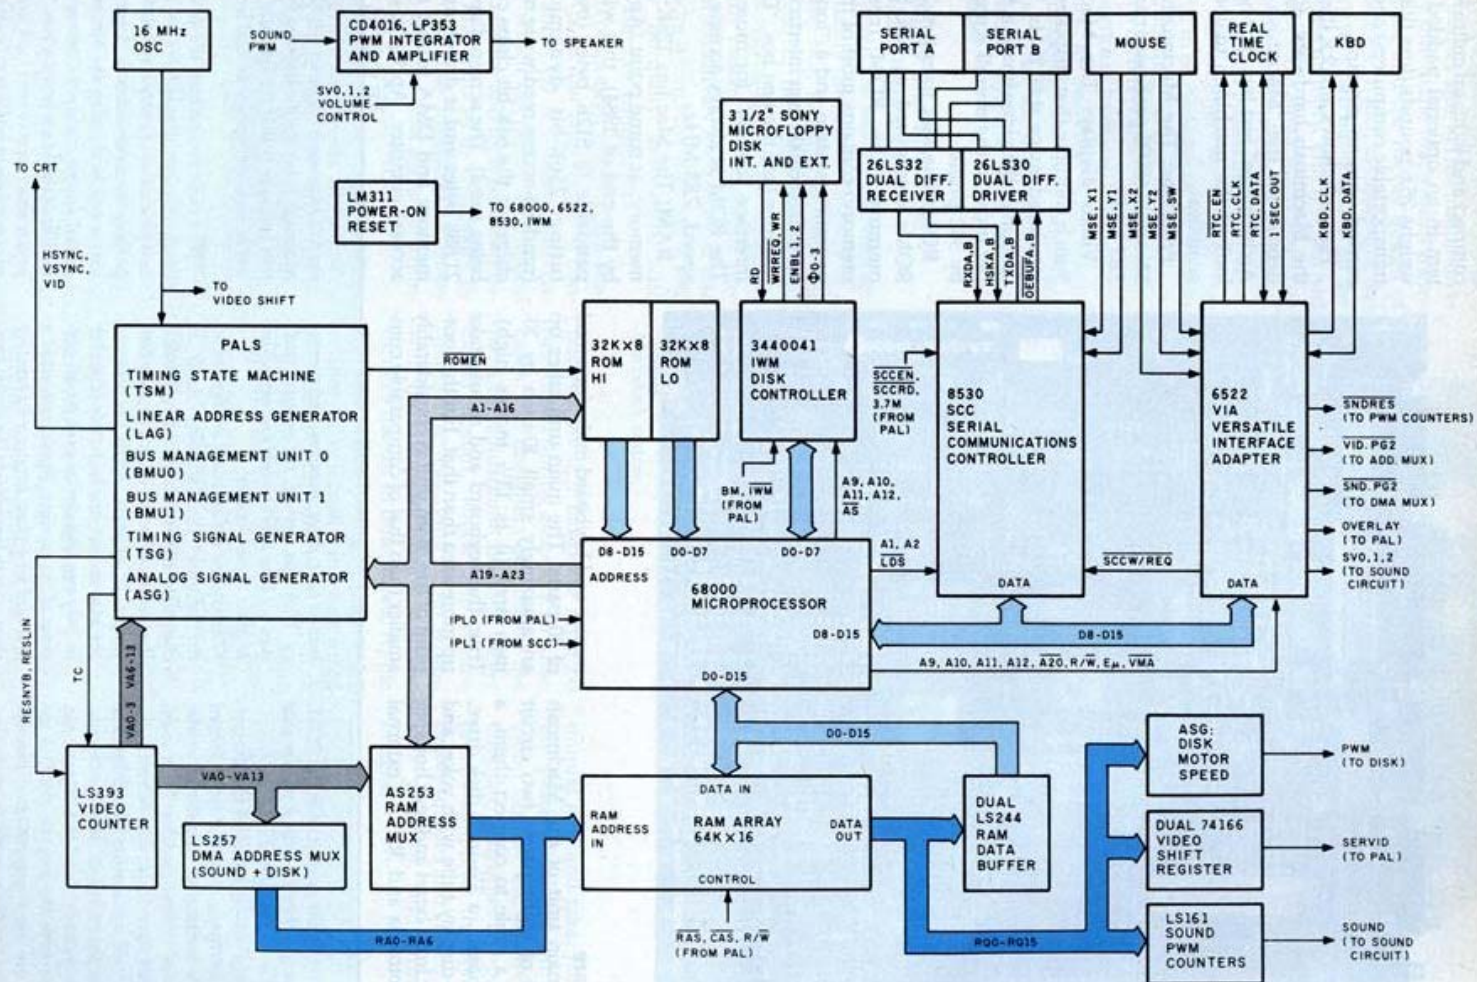 16 MHz
OSC
SOUND
PWM
CD4016, LP353
PWM INTEGRATOR
AND AMPLIFIER
TO SPEAKER
SV0,1,2
VOLUME
CONTROL
SERIAL
PORT A
SERIAL
PORT B
MOUSE
REAL
TIME
CLOCK
KBD
3 1/2" SONY
MICROFLOPPY
DISK
INT. AND EXT.
26LS32
DUAL DIFF.
RECEIVER
26LS30
DUAL DIFF.
DRIVER
TO CRT
HSYNC,
VSYNC,
VID
LM311
POWER-ON
RESET
TO 68000, 6522,
8530, IWM
TO
VIDEO SHIFT
RD
WRREQ, WR
ENBL 1, 2
Φ0-3
RXDA,B
HSKA,B
TXDA,B
OEBUFA,B
MSE,X1
MSE,Y1
MSE,X2
MSE,Y2
MSE,SW
RTC,EN
RTC,CLK
RTC,DATA
1 SEC,OUT
KBD,CLK
KBD,DATA
PALS
TIMING STATE MACHINE
(TSM)
LINEAR ADDRESS GENERATOR
(LAG)
BUS MANAGEMENT UNIT 0
(BMU0)
BUS MANAGEMENT UNIT 1
(BMU1)
TIMING SIGNAL GENERATOR
(TSG)
ANALOG SIGNAL GENERATOR
(ASG)
ROMEN
A1-A16
32K×8
ROM
HI
32K×8
ROM
LO
3440041
IWM
DISK
CONTROLLER
SCCEN,
SCCRD,
3.7M
(FROM
PAL)
8530
SCC
SERIAL
COMMUNICATIONS
CONTROLLER
DATA
6522
VIA
VERSATILE
INTERFACE
ADAPTER
DATA
SNDRES
(TO PWM COUNTERS)
VID.PG2
(TO ADD. MUX)
SND.PG2
(TO DMA MUX)
OVERLAY
(TO PAL)
SV0,1,2
(TO SOUND
CIRCUIT)
BM, IWM
(FROM
PAL)
A9, A10,
A11, A12,
AS
A1, A2
LDS
SCCW/REQ
A19-A23
IPL0 (FROM PAL)
IPL1 (FROM SCC)
D8-D15
D0-D7
D0-D7
ADDRESS
68000
MICROPROCESSOR
D8-D15
D0-D15
D8-D15
A9, A10, A11, A12, A20, R/W, Eμ, VMA
RESNYB, RESLIN
TC
VA0-3 VA6-13
LS393
VIDEO
COUNTER
VA0-VA13
LS257
DMA ADDRESS MUX
(SOUND + DISK)
AS253
RAM
ADDRESS
MUX
RA0-RA6
D0-D15
DATA IN
RAM
ADDRESS
IN
RAM ARRAY
64K×16
DATA
OUT
CONTROL
RAS, CAS, R/W
(FROM PAL)
DUAL
LS244
RAM
DATA
BUFFER
RQ0-RQ15
ASG:
DISK
MOTOR
SPEED
PWM
(TO DISK)
DUAL 74166
VIDEO
SHIFT
REGISTER
SERVID
(TO PAL)
LS161
SOUND
PWM
COUNTERS
SOUND
(TO SOUND
CIRCUIT)